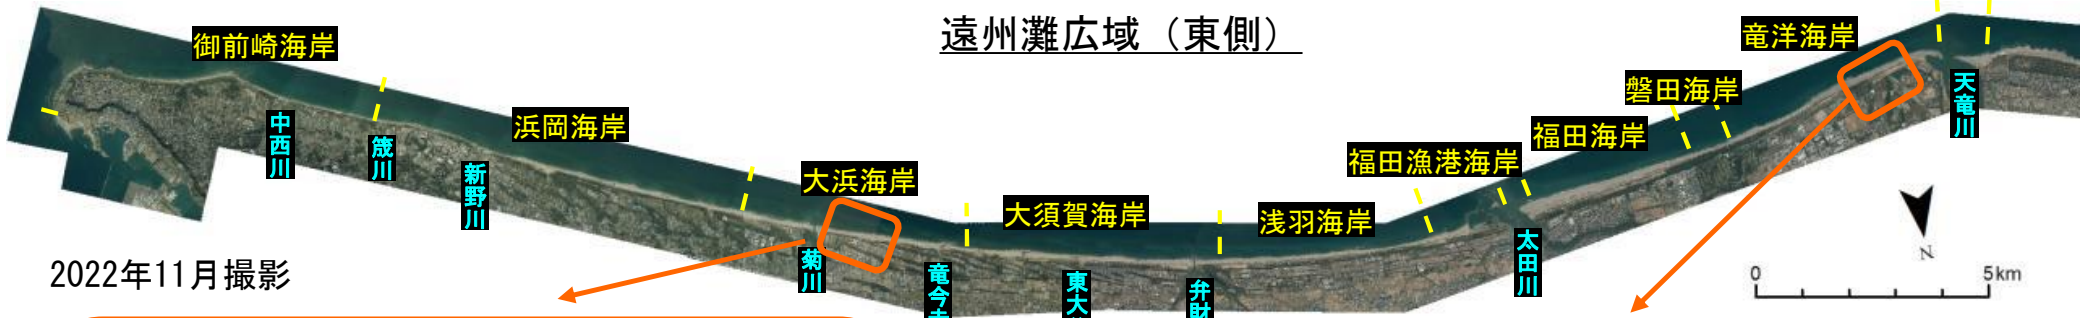 遠州灘広域（東側）
御前崎海岸
浜岡海岸
大浜海岸
大須賀海岸
浅羽海岸
福田漁港海岸
福田海岸
磐田海岸
竜洋海岸
中西川
筬川
新野川
菊川
竜今
東大
弁財
太田川
天竜川
2022年11月撮影
N
0 5km